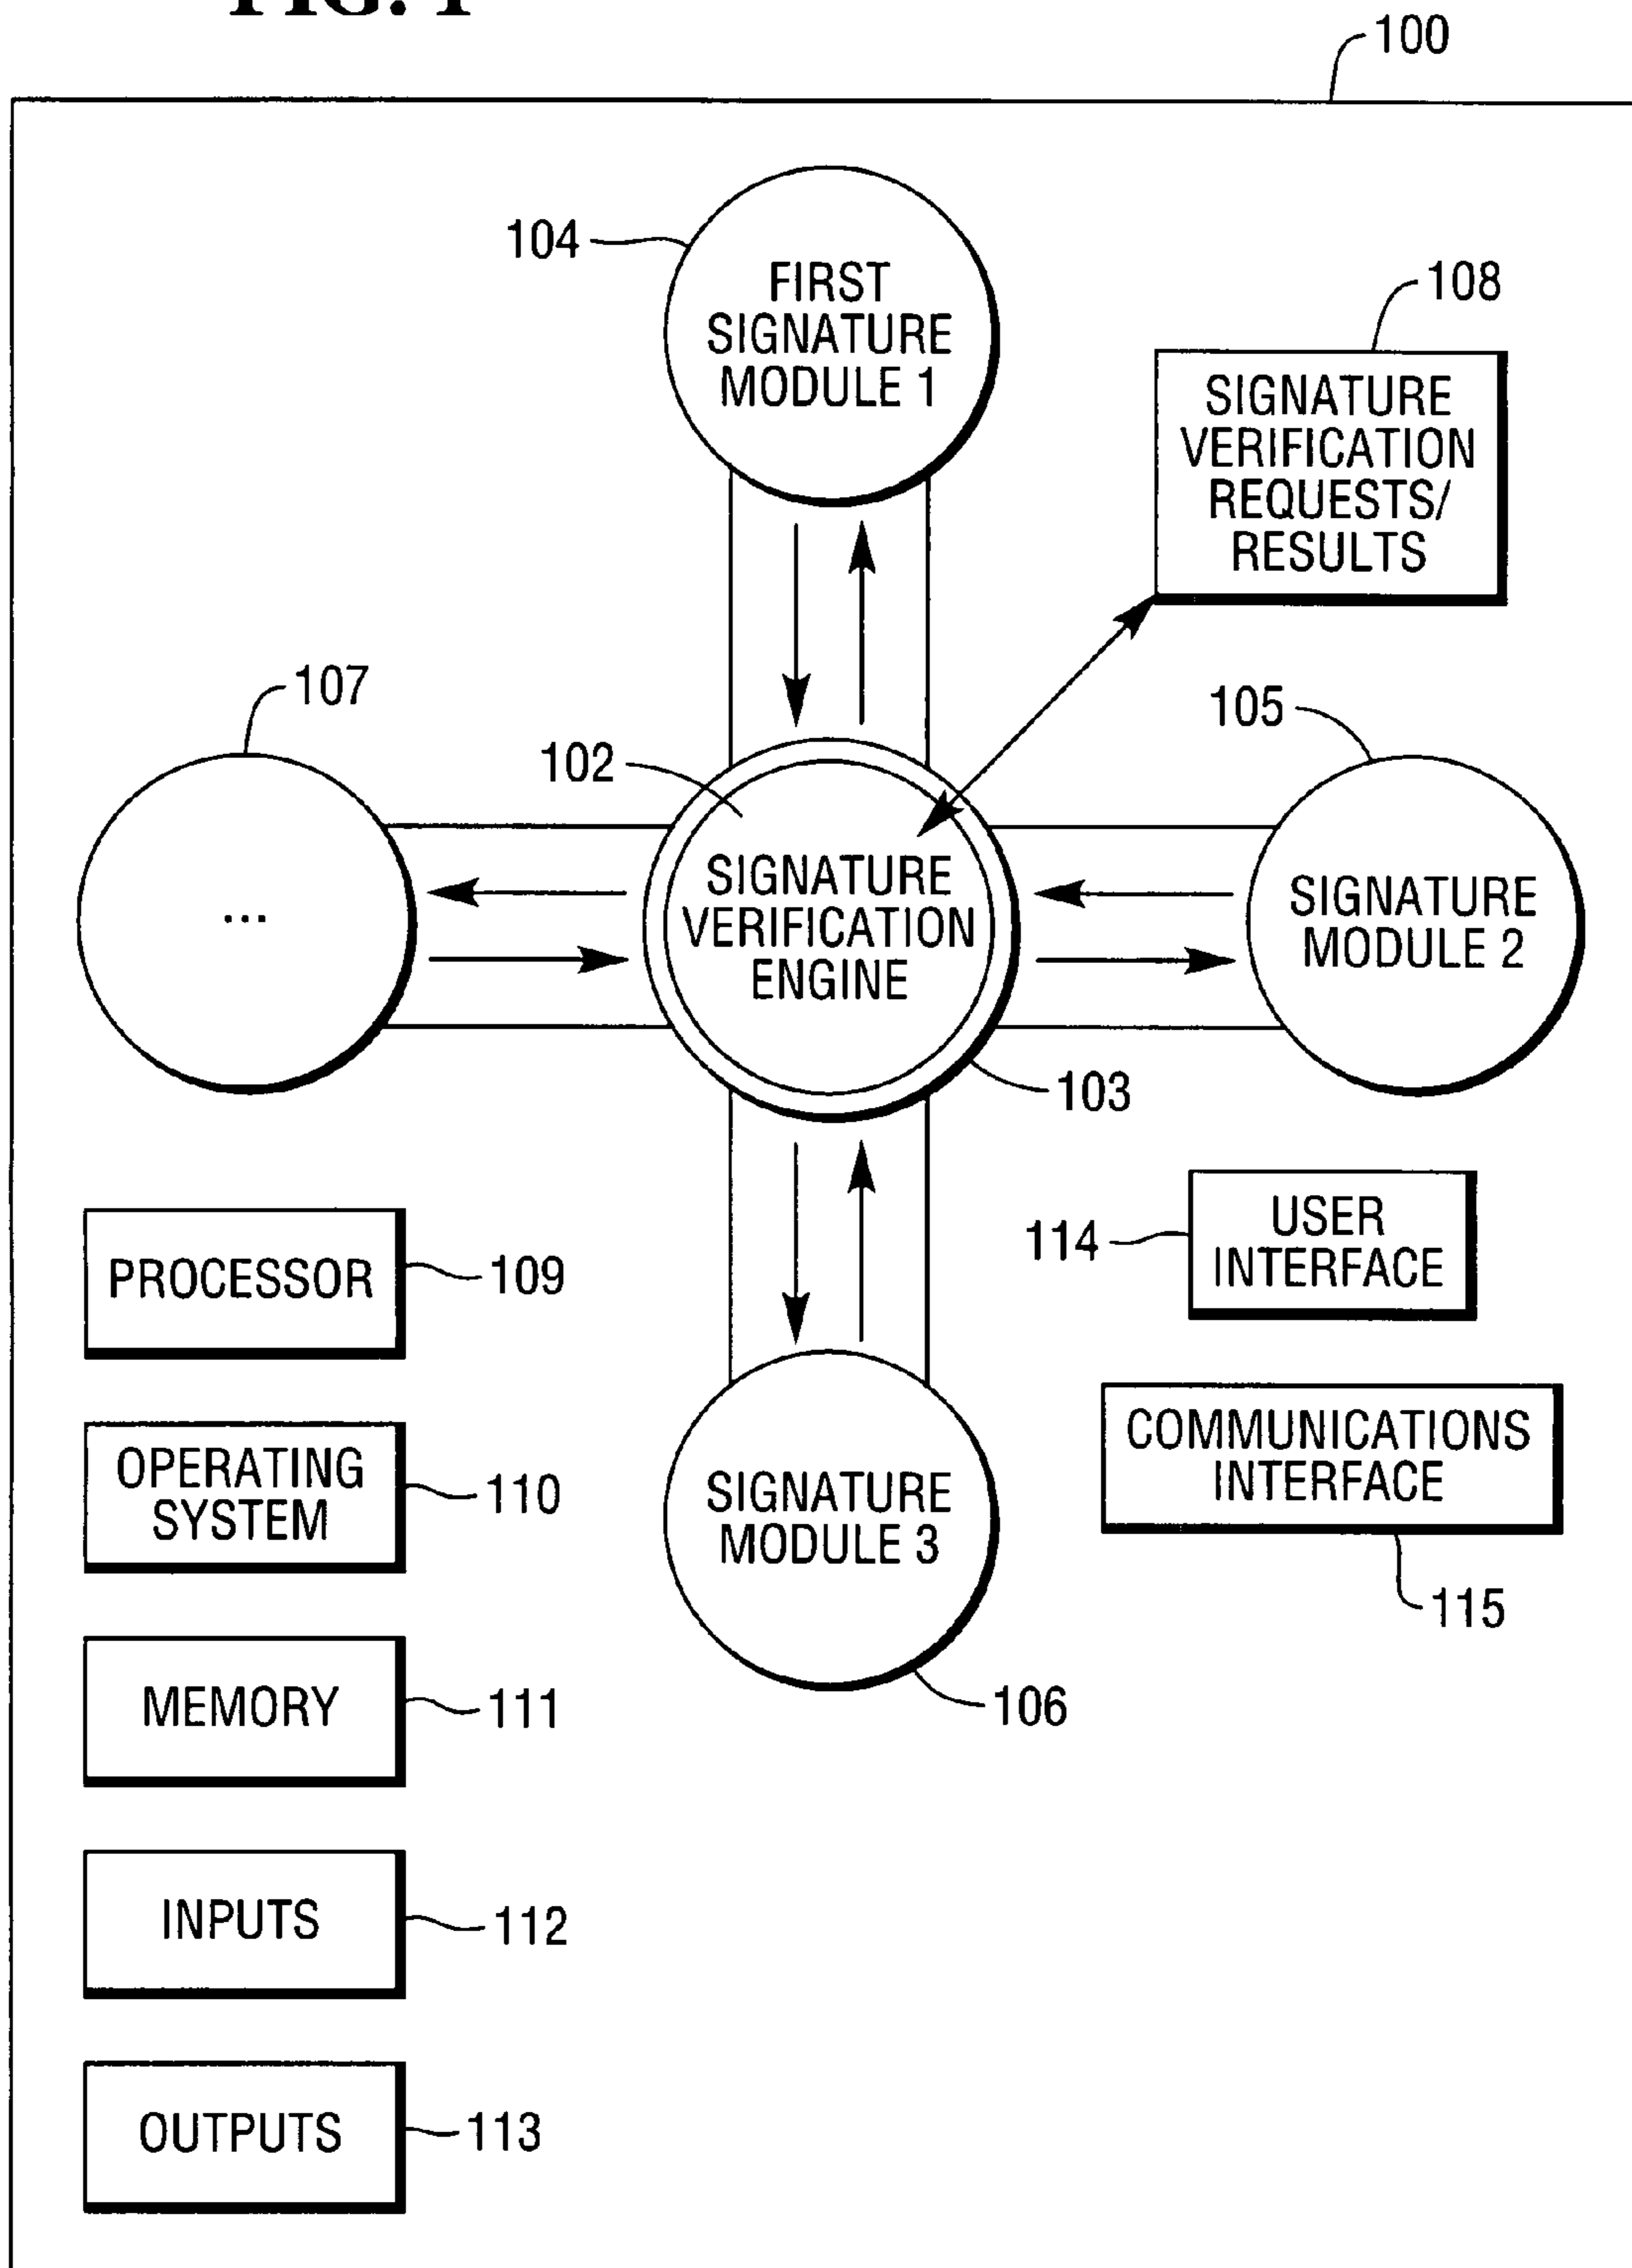 FIG. 1
100
104
FIRST
SIGNATURE
MODULE 1
108
SIGNATURE
VERIFICATION
REQUESTS/
RESULTS
107
105
102
...
SIGNATURE
VERIFICATION
ENGINE
SIGNATURE
MODULE 2
103
114
USER
INTERFACE
PROCESSOR
109
COMMUNICATIONS
INTERFACE
115
OPERATING
SYSTEM
110
SIGNATURE
MODULE 3
106
MEMORY
111
INPUTS
112
OUTPUTS
113